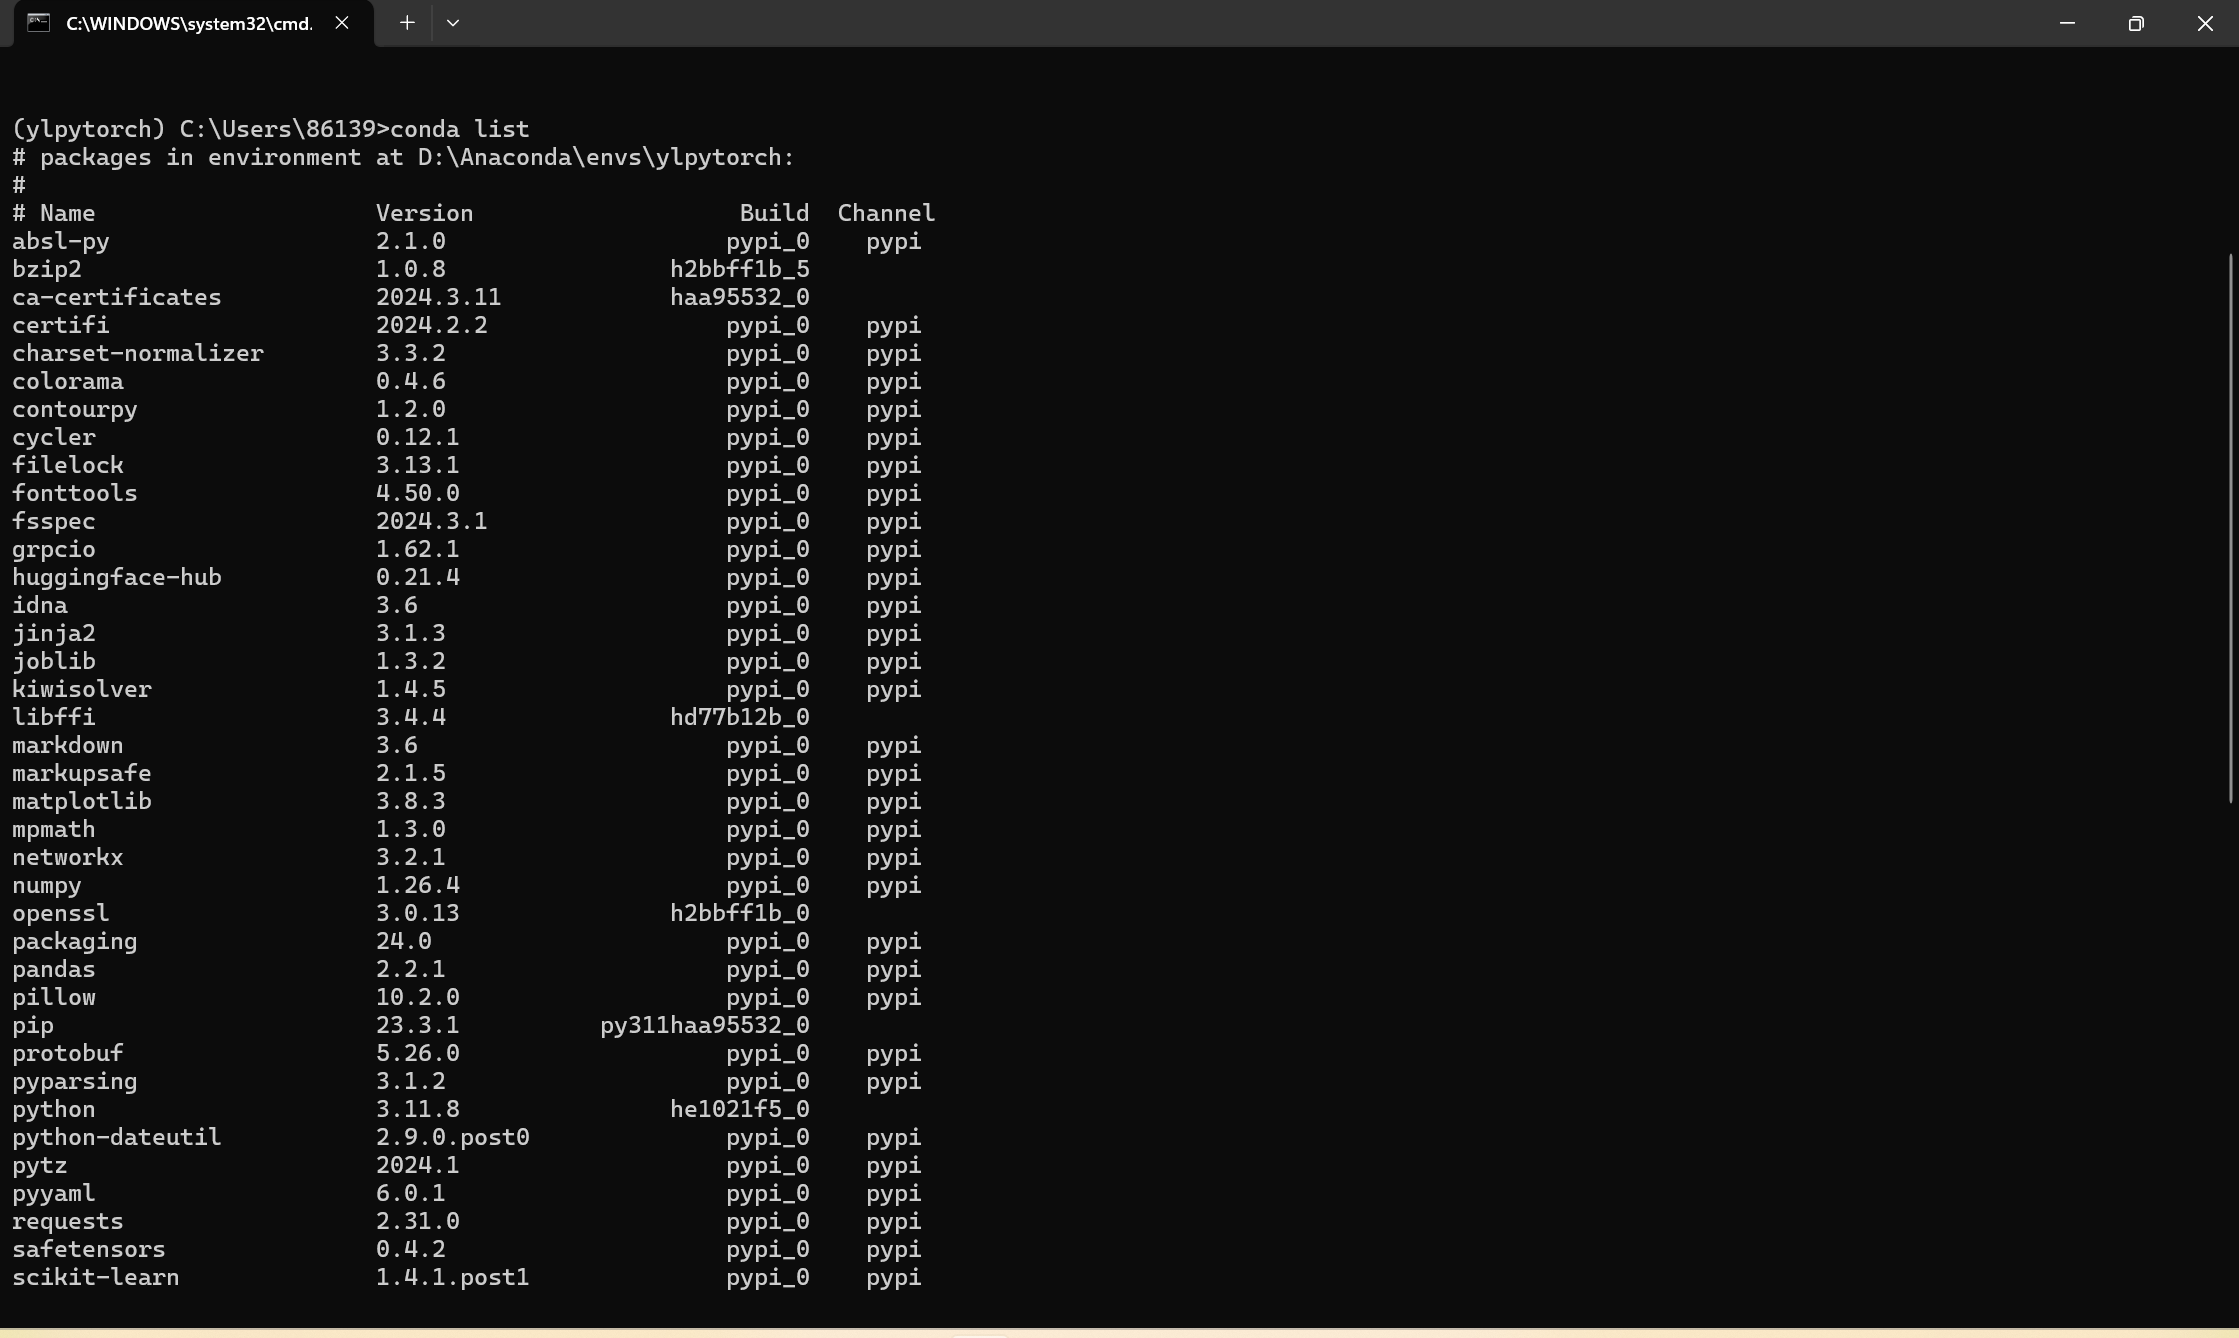 C:\WINDOWS\system32\cmd.
(ylpytorch) C:\Users\86139>conda list
# packages in environment at D:\Anaconda\envs\ylpytorch:
#
# Name                    Version                   Build  Channel
absl-py                   2.1.0                    pypi_0    pypi
bzip2                     1.0.8                h2bbff1b_5
ca-certificates           2024.3.11            haa95532_0
certifi                   2024.2.2                 pypi_0    pypi
charset-normalizer        3.3.2                    pypi_0    pypi
colorama                  0.4.6                    pypi_0    pypi
contourpy                 1.2.0                    pypi_0    pypi
cycler                    0.12.1                   pypi_0    pypi
filelock                  3.13.1                   pypi_0    pypi
fonttools                 4.50.0                   pypi_0    pypi
fsspec                    2024.3.1                 pypi_0    pypi
grpcio                    1.62.1                   pypi_0    pypi
huggingface-hub           0.21.4                   pypi_0    pypi
idna                      3.6                      pypi_0    pypi
jinja2                    3.1.3                    pypi_0    pypi
joblib                    1.3.2                    pypi_0    pypi
kiwisolver                1.4.5                    pypi_0    pypi
libffi                    3.4.4                hd77b12b_0
markdown                  3.6                      pypi_0    pypi
markupsafe                2.1.5                    pypi_0    pypi
matplotlib                3.8.3                    pypi_0    pypi
mpmath                    1.3.0                    pypi_0    pypi
networkx                  3.2.1                    pypi_0    pypi
numpy                     1.26.4                   pypi_0    pypi
openssl                   3.0.13               h2bbff1b_0
packaging                 24.0                     pypi_0    pypi
pandas                    2.2.1                    pypi_0    pypi
pillow                    10.2.0                   pypi_0    pypi
pip                       23.3.1          py311haa95532_0
protobuf                  5.26.0                   pypi_0    pypi
pyparsing                 3.1.2                    pypi_0    pypi
python                    3.11.8               he1021f5_0
python-dateutil           2.9.0.post0              pypi_0    pypi
pytz                      2024.1                   pypi_0    pypi
pyyaml                    6.0.1                    pypi_0    pypi
requests                  2.31.0                   pypi_0    pypi
safetensors               0.4.2                    pypi_0    pypi
scikit-learn              1.4.1.post1              pypi_0    pypi